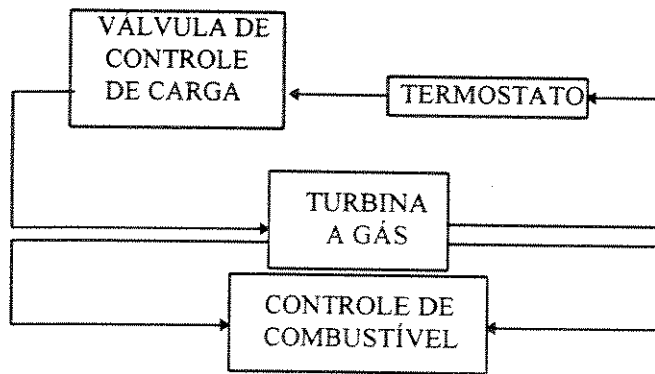 VÁLVULA DE
CONTROLE
DE CARGA
TERMOSTATO
TURBINA
A GÁS
CONTROLE DE
COMBUSTÍVEL